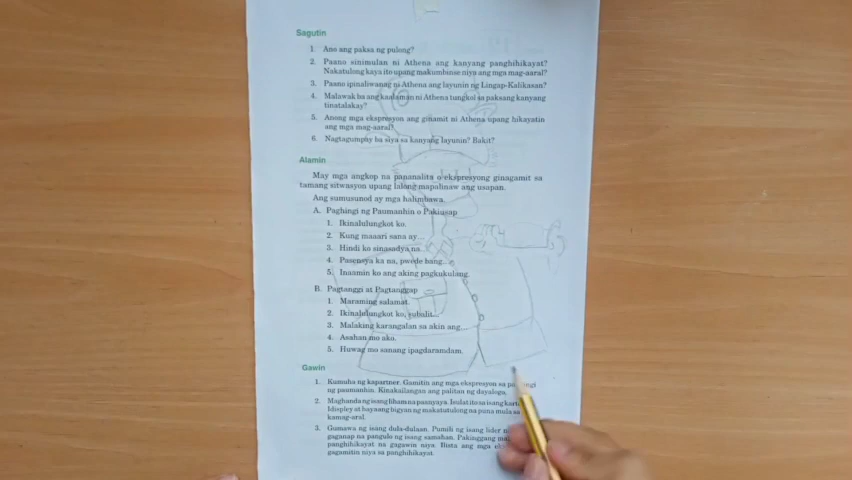 Sagutin
1. Ano ang paksa ng pulong?
2. Paano sinimulan ni Athena ang kanyang panghihikayat?
Nakatulong kaya ito upang makumbinse niya ang mga mag-aaral?
3. Paano ipinaliwanag ni Athena ang layunin ng Lingap-Kalikasan?
4. Malawak ba ang kaalaman ni Athena tungkol sa paksang kanyang
tinatalakay?
5. Anong mga ekspresyon ang ginamit ni Athena upang hikayatin
ang mga mag-aaral?
6. Nagtagumpay ba siya sa kanyang layunin? Bakit?
Alamin
May mga angkop na pananalita o ekspresyong ginagamit sa
tamang sitwasyon upang lalong mapalinaw ang usapan.
Ang sumusunod ay mga halimbawa.
A. Paghingi ng Paumanhin o Pakiusap
1. Ikinalulungkot ko.
2. Kung maaari sana ay...
3. Hindi ko sinasadya na
4. Pasensya ka na, pwede bang...
5. Inaamin ko ang aking pagkukulang.
B. Pagtanggi at Pagtanggap
1. Maraming salamat.
2. Ikinalulungkot ko, subalit...
3. Malaking karangalan sa akin ang
4. Asahan mo ako.
5. Huwag mo sanang ipagdaramdam.
Gawin
1. Kumuha ng kapartner. Gamitin ang mga ekspresyon sa
ng paumanhin. Kinakailangan ang palitan ng dayaloga.
2. Maghanda ng isang liham na paanyaya. Isulat ito sa isang
Idispley at hayaang bigyan ng makatutulong na puna mula sa
kamag-aral.
3. Gumawa ng isang dula-dulaan. Pumili ng isang lider
gaganap na pangulo ng isang samahan. Pakinggang
panghihikayat na gagawin niya. Ilista ang mga
gagamitin niya sa panghihikayat.